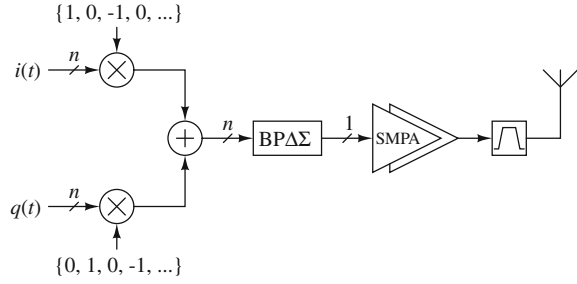 {1, 0, -1, 0, ...}
n
i(t)
×
+
n
BPΔΣ
1
SMPA
n
q(t)
×
{0, 1, 0, -1, ...}